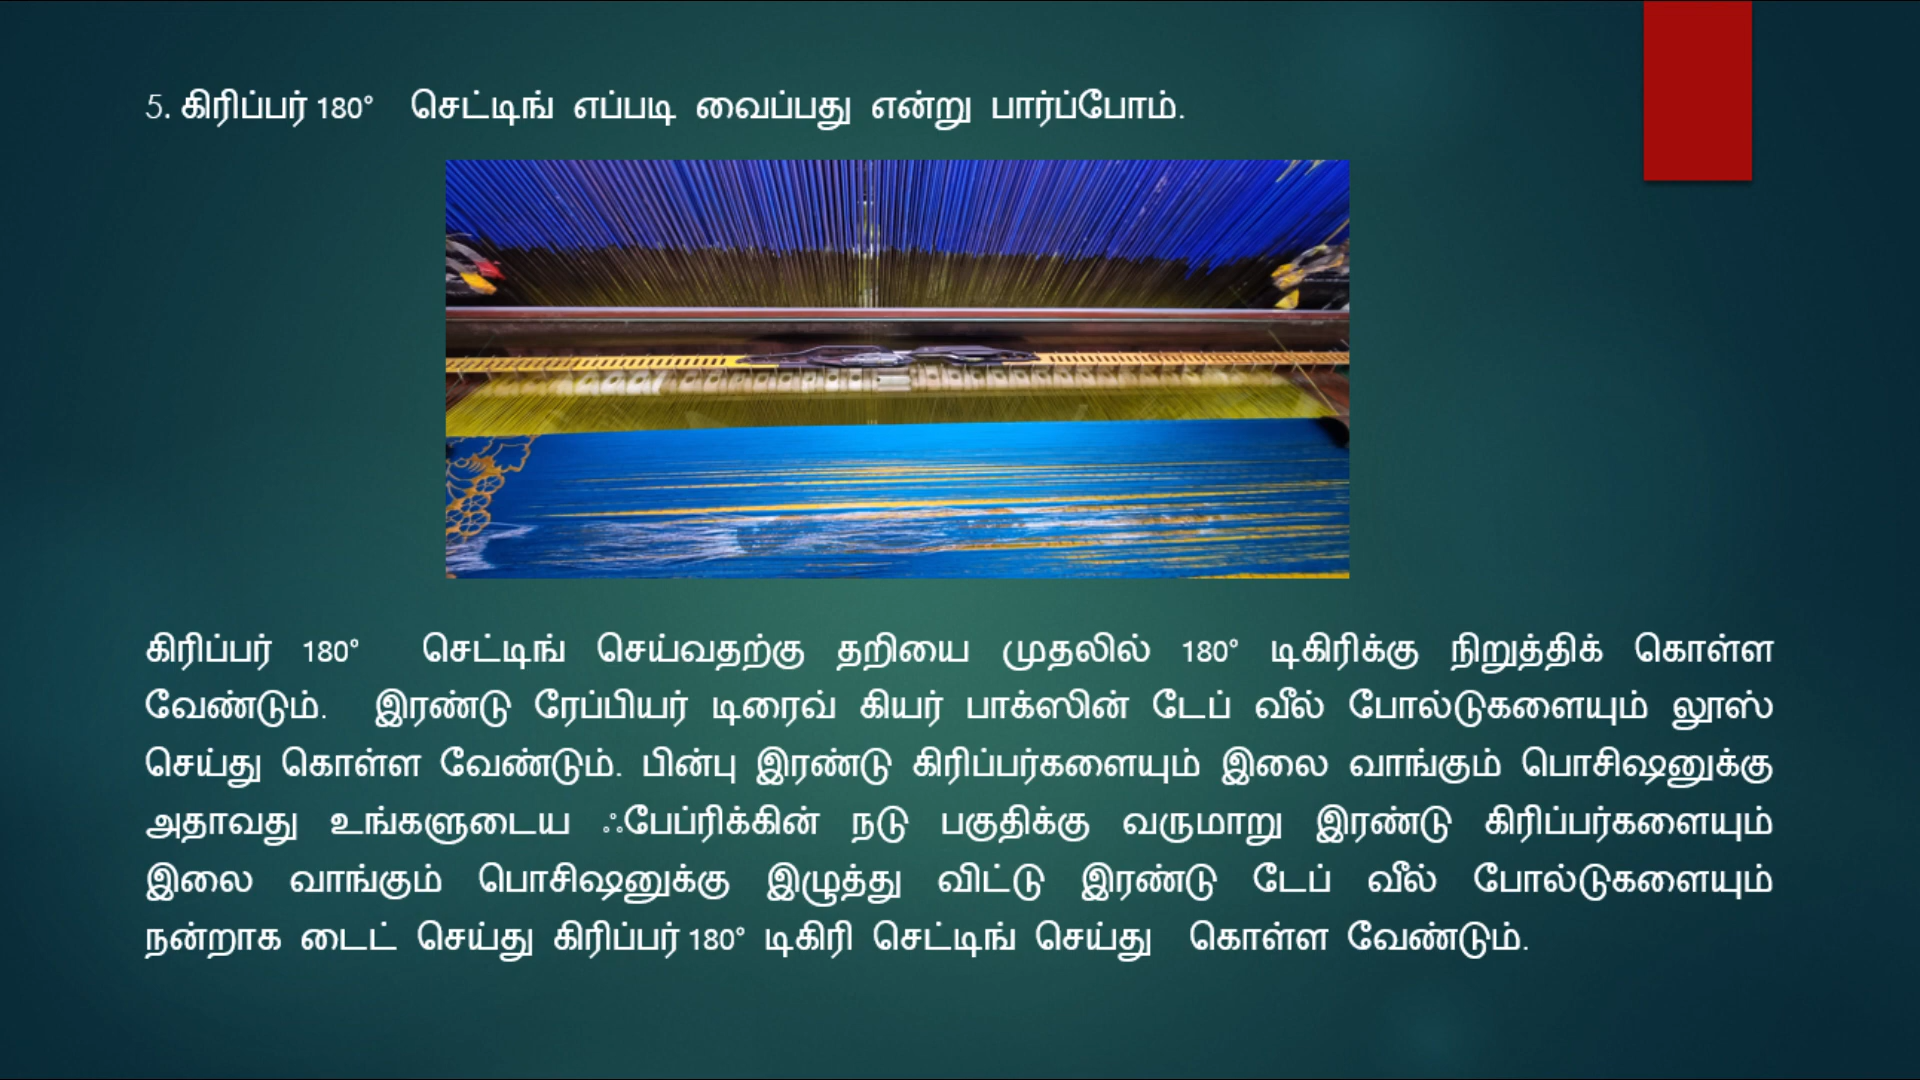 5. கிரிப்பர் 180° செட்டிங் எப்படி வைப்பது என்று பார்ப்போம்.
கிரிப்பர் 180° செட்டிங் செய்வதற்கு தறியை முதலில் 180° டிகிரிக்கு நிறுத்திக் கொள்ள
வேண்டும். இரண்டு ரேப்பியர் டிரைவ் கியர் பாக்ஸின் டேப் வீல் போல்டுகளையும் லூஸ்
செய்து கொள்ள வேண்டும். பின்பு இரண்டு கிரிப்பர்களையும் இலை வாங்கும் பொசிஷனுக்கு
அதாவது உங்களுடைய ஃபேப்ரிக்கின் நடு பகுதிக்கு வருமாறு இரண்டு கிரிப்பர்களையும்
இலை வாங்கும் பொசிஷனுக்கு இழுத்து விட்டு இரண்டு டேப் வீல் போல்டுகளையும்
நன்றாக டைட் செய்து கிரிப்பர் 180° டிகிரி செட்டிங் செய்து கொள்ள வேண்டும்.